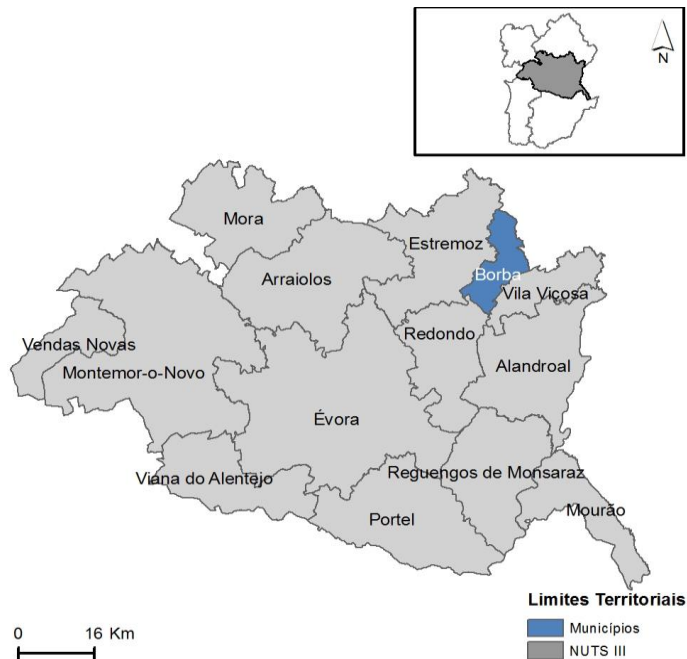 N
Mora
Estremoz
Arraiolos
Borba
Vila Viçosa
Redondo
Vendas Novas
Alandroal
Montemor-o-Novo
Évora
Reguengos de Monsaraz
Viana do Alentejo
Mourão
Portel
Limites Territoriais
Municípios
NUTS III
0 16 Km